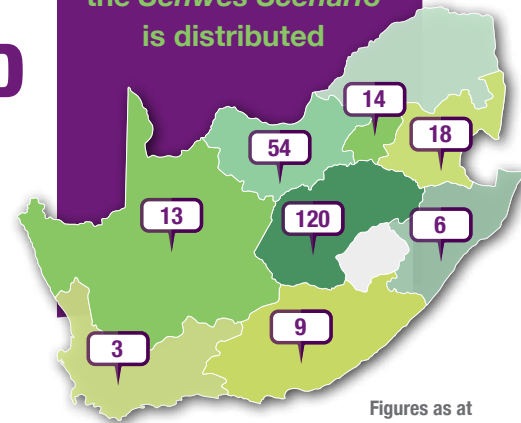 the Senwes Scenario
is distributed
14
54
18
13
120
6
9
3
Figures as at